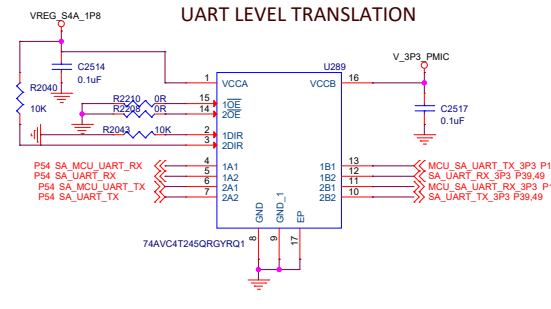 UART LEVEL TRANSLATION
VREG_S4A_1P8
V_3P3_PMIC
C2514
0.1uF
R2040
10K
U289
1
VCCA
VCCB
16
R2210
0R
15
1OE
R2208
0R
14
2OE
C2517
0.1uF
R2043
10K
2
1DIR
3
2DIR
P54 SA_MCU_UART_RX
4
1A1
1B1
13
MCU_SA_UART_TX_3P3 P1
P54 SA_UART_RX
5
1A2
1B2
12
SA_UART_RX_3P3 P39,49
P54 SA_MCU_UART_TX
6
2A1
2B1
11
MCU_SA_UART_RX_3P3 P1
P54 SA_UART_TX
7
2A2
2B2
10
SA_UART_TX_3P3 P39,49
GND
GND_1
EP
8
9
17
74AVC4T245QRGYRQ1